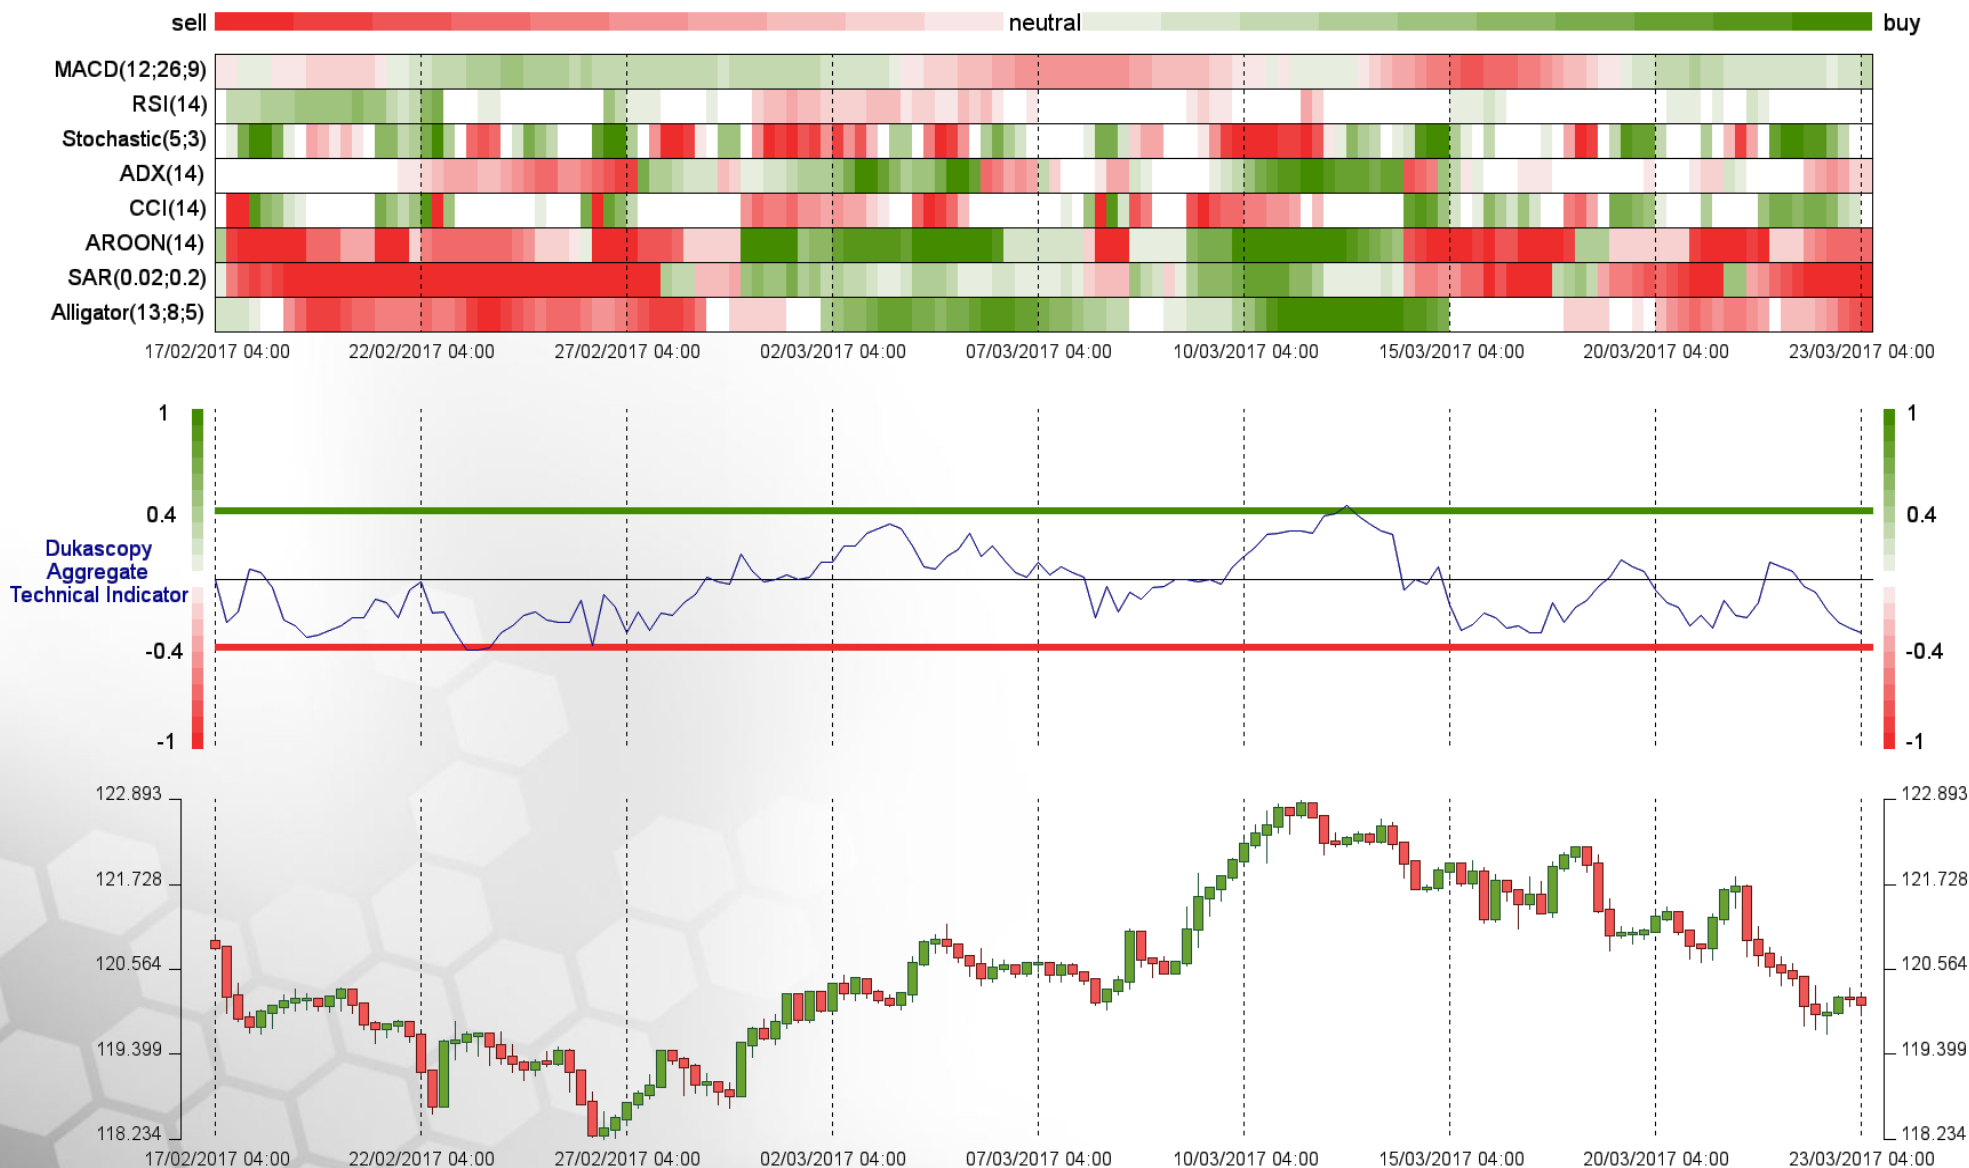 sell neutral buy
MACD(12;26;9)
RSI(14)
Stochastic(5;3)
ADX(14)
CCI(14)
AROON(14)
SAR(0.02;0.2)
Alligator(13;8;5)
17/02/2017 04:00 22/02/2017 04:00 27/02/2017 04:00 02/03/2017 04:00 07/03/2017 04:00 10/03/2017 04:00 15/03/2017 04:00 20/03/2017 04:00 23/03/2017 04:00
1 1
0.4 0.4
Dukascopy
Aggregate
Technical Indicator
-0.4 -0.4
-1 -1
122.893 122.893
121.728 121.728
120.564 120.564
119.399 119.399
118.234 118.234
17/02/2017 04:00 22/02/2017 04:00 27/02/2017 04:00 02/03/2017 04:00 07/03/2017 04:00 10/03/2017 04:00 15/03/2017 04:00 20/03/2017 04:00 23/03/2017 04:00